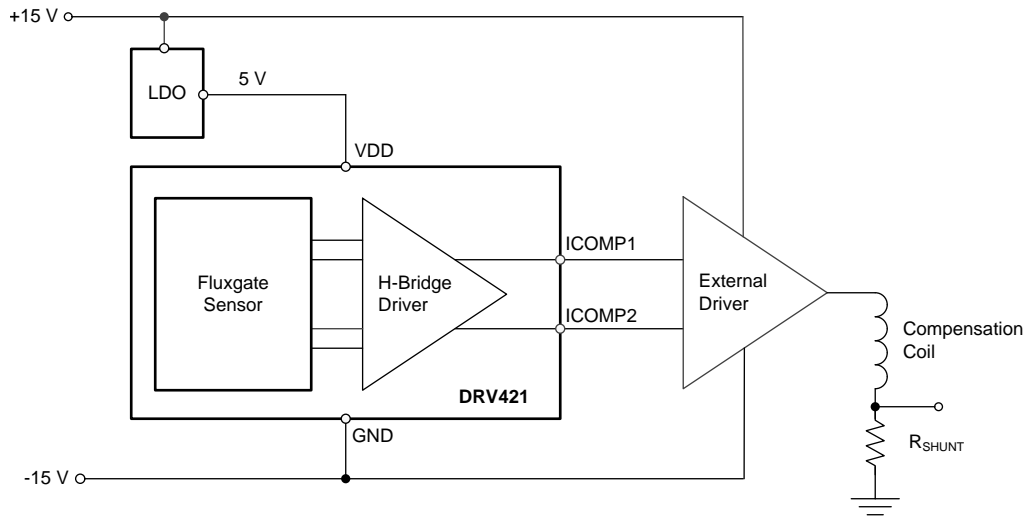 +15 V
LDO
5 V
VDD
Fluxgate
Sensor
H-Bridge
Driver
ICOMP1
ICOMP2
External
Driver
Compensation
Coil
DRV421
GND
RSHUNT
-15 V